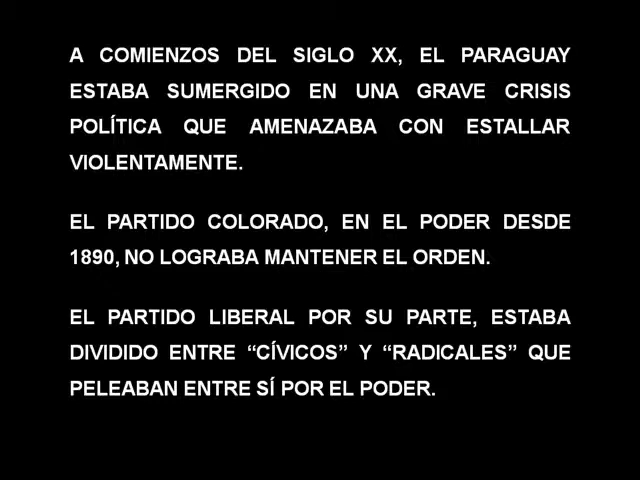 A COMIENZOS DEL SIGLO XX, EL PARAGUAY
ESTABA SUMERGIDO EN UNA GRAVE CRISIS
POLÍTICA QUE AMENAZABA CON ESTALLAR
VIOLENTAMENTE.
EL PARTIDO COLORADO, EN EL PODER DESDE
1890, NO LOGRABA MANTENER EL ORDEN.
EL PARTIDO LIBERAL POR SU PARTE, ESTABA
DIVIDIDO ENTRE “CÍVICOS” Y “RADICALES” QUE
PELEABAN ENTRE SÍ POR EL PODER.